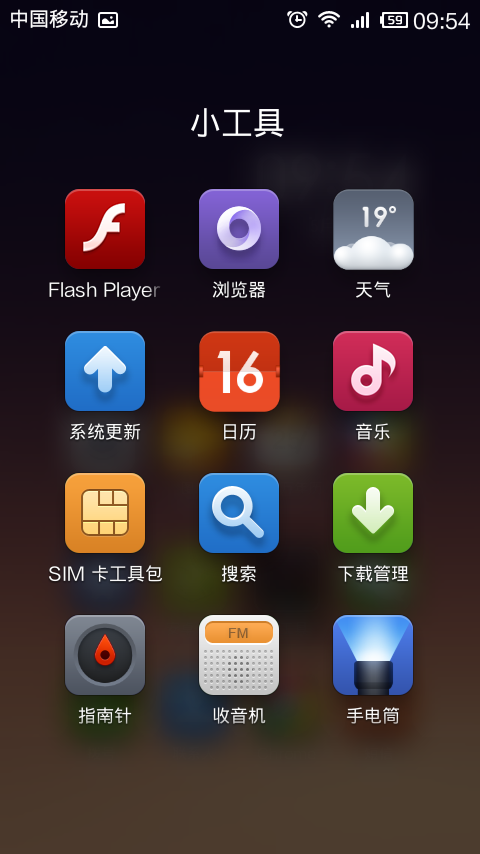 中国移动 59 09:54
小工具
19°
Flash Player 浏览器 天气
16
系统更新 日历 音乐
SIM 卡工具包 搜索 下载管理
FM
指南针 收音机 手电筒